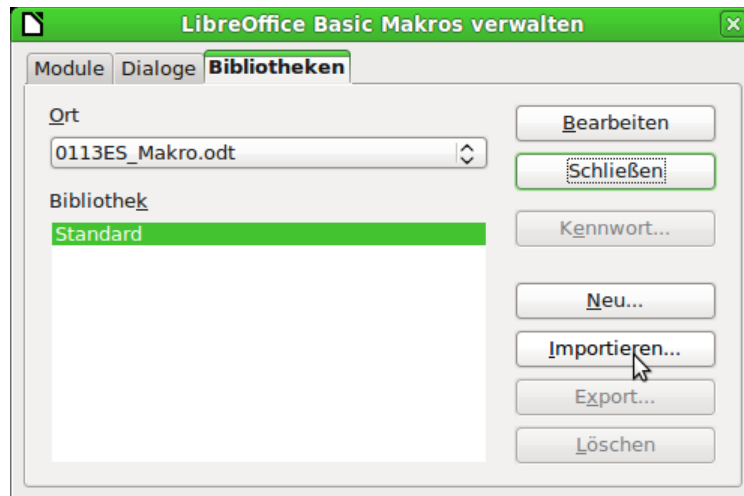 LibreOffice Basic Makros verwalten
Module Dialoge Bibliotheken
Ort
0113ES_Makro.odt
Bibliothek
Standard
Bearbeiten
Schließen
Kennwort...
Neu...
Importieren...
Export...
Löschen